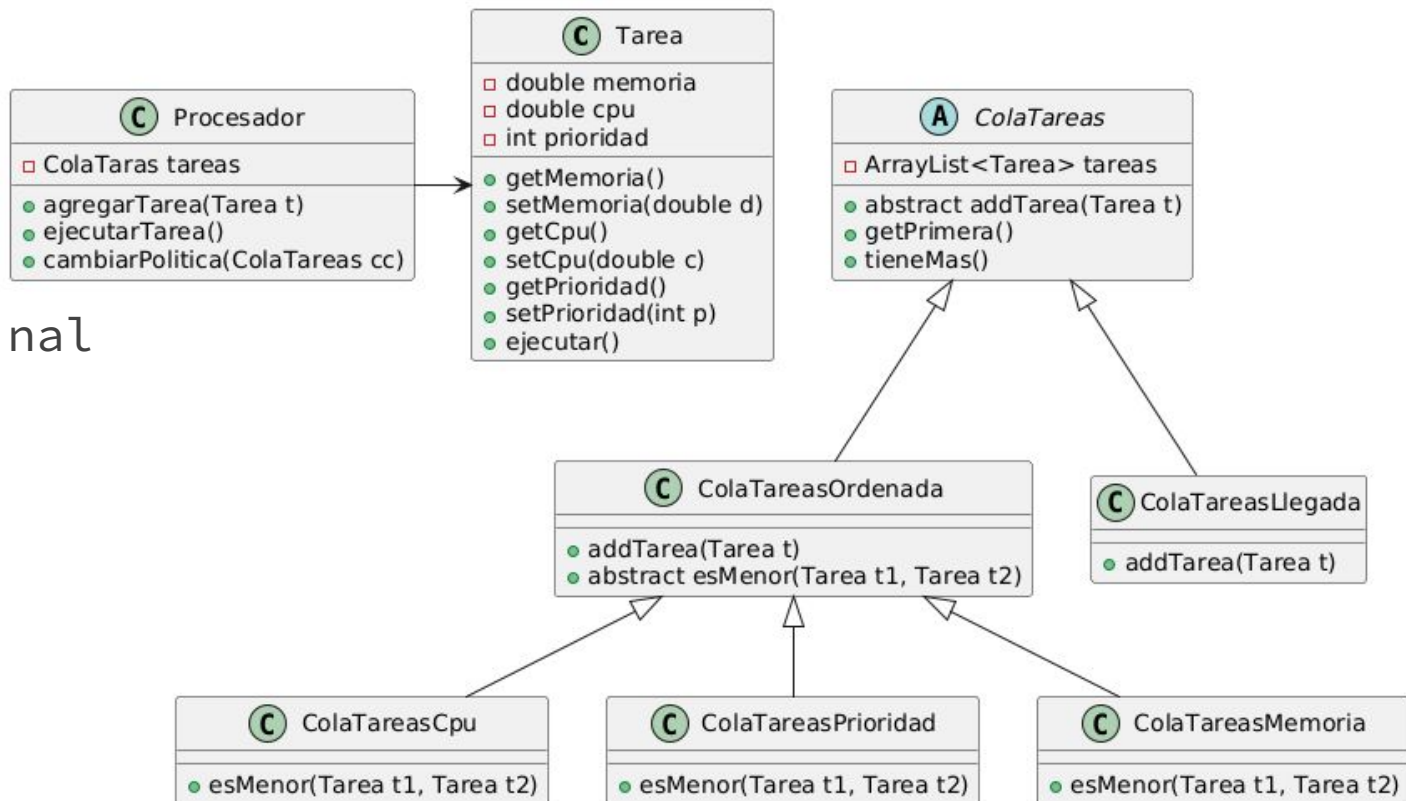 C Procesador
ColaTaras tareas
agregarTarea(Tarea t)
ejecutarTarea()
cambiarPolitica(ColaTareas cc)
nal
C Tarea
double memoria
double cpu
int prioridad
getMemoria()
setMemoria(double d)
getCpu()
setCpu(double c)
getPrioridad()
setPrioridad(int p)
ejecutar()
A ColaTareas
ArrayList<Tarea> tareas
abstract addTarea(Tarea t)
getPrimera()
tieneMas()
C ColaTareasOrdenada
addTarea(Tarea t)
abstract esMenor(Tarea t1, Tarea t2)
C ColaTareasLlegada
addTarea(Tarea t)
C ColaTareasCpu
esMenor(Tarea t1, Tarea t2)
C ColaTareasPrioridad
esMenor(Tarea t1, Tarea t2)
C ColaTareasMemoria
esMenor(Tarea t1, Tarea t2)